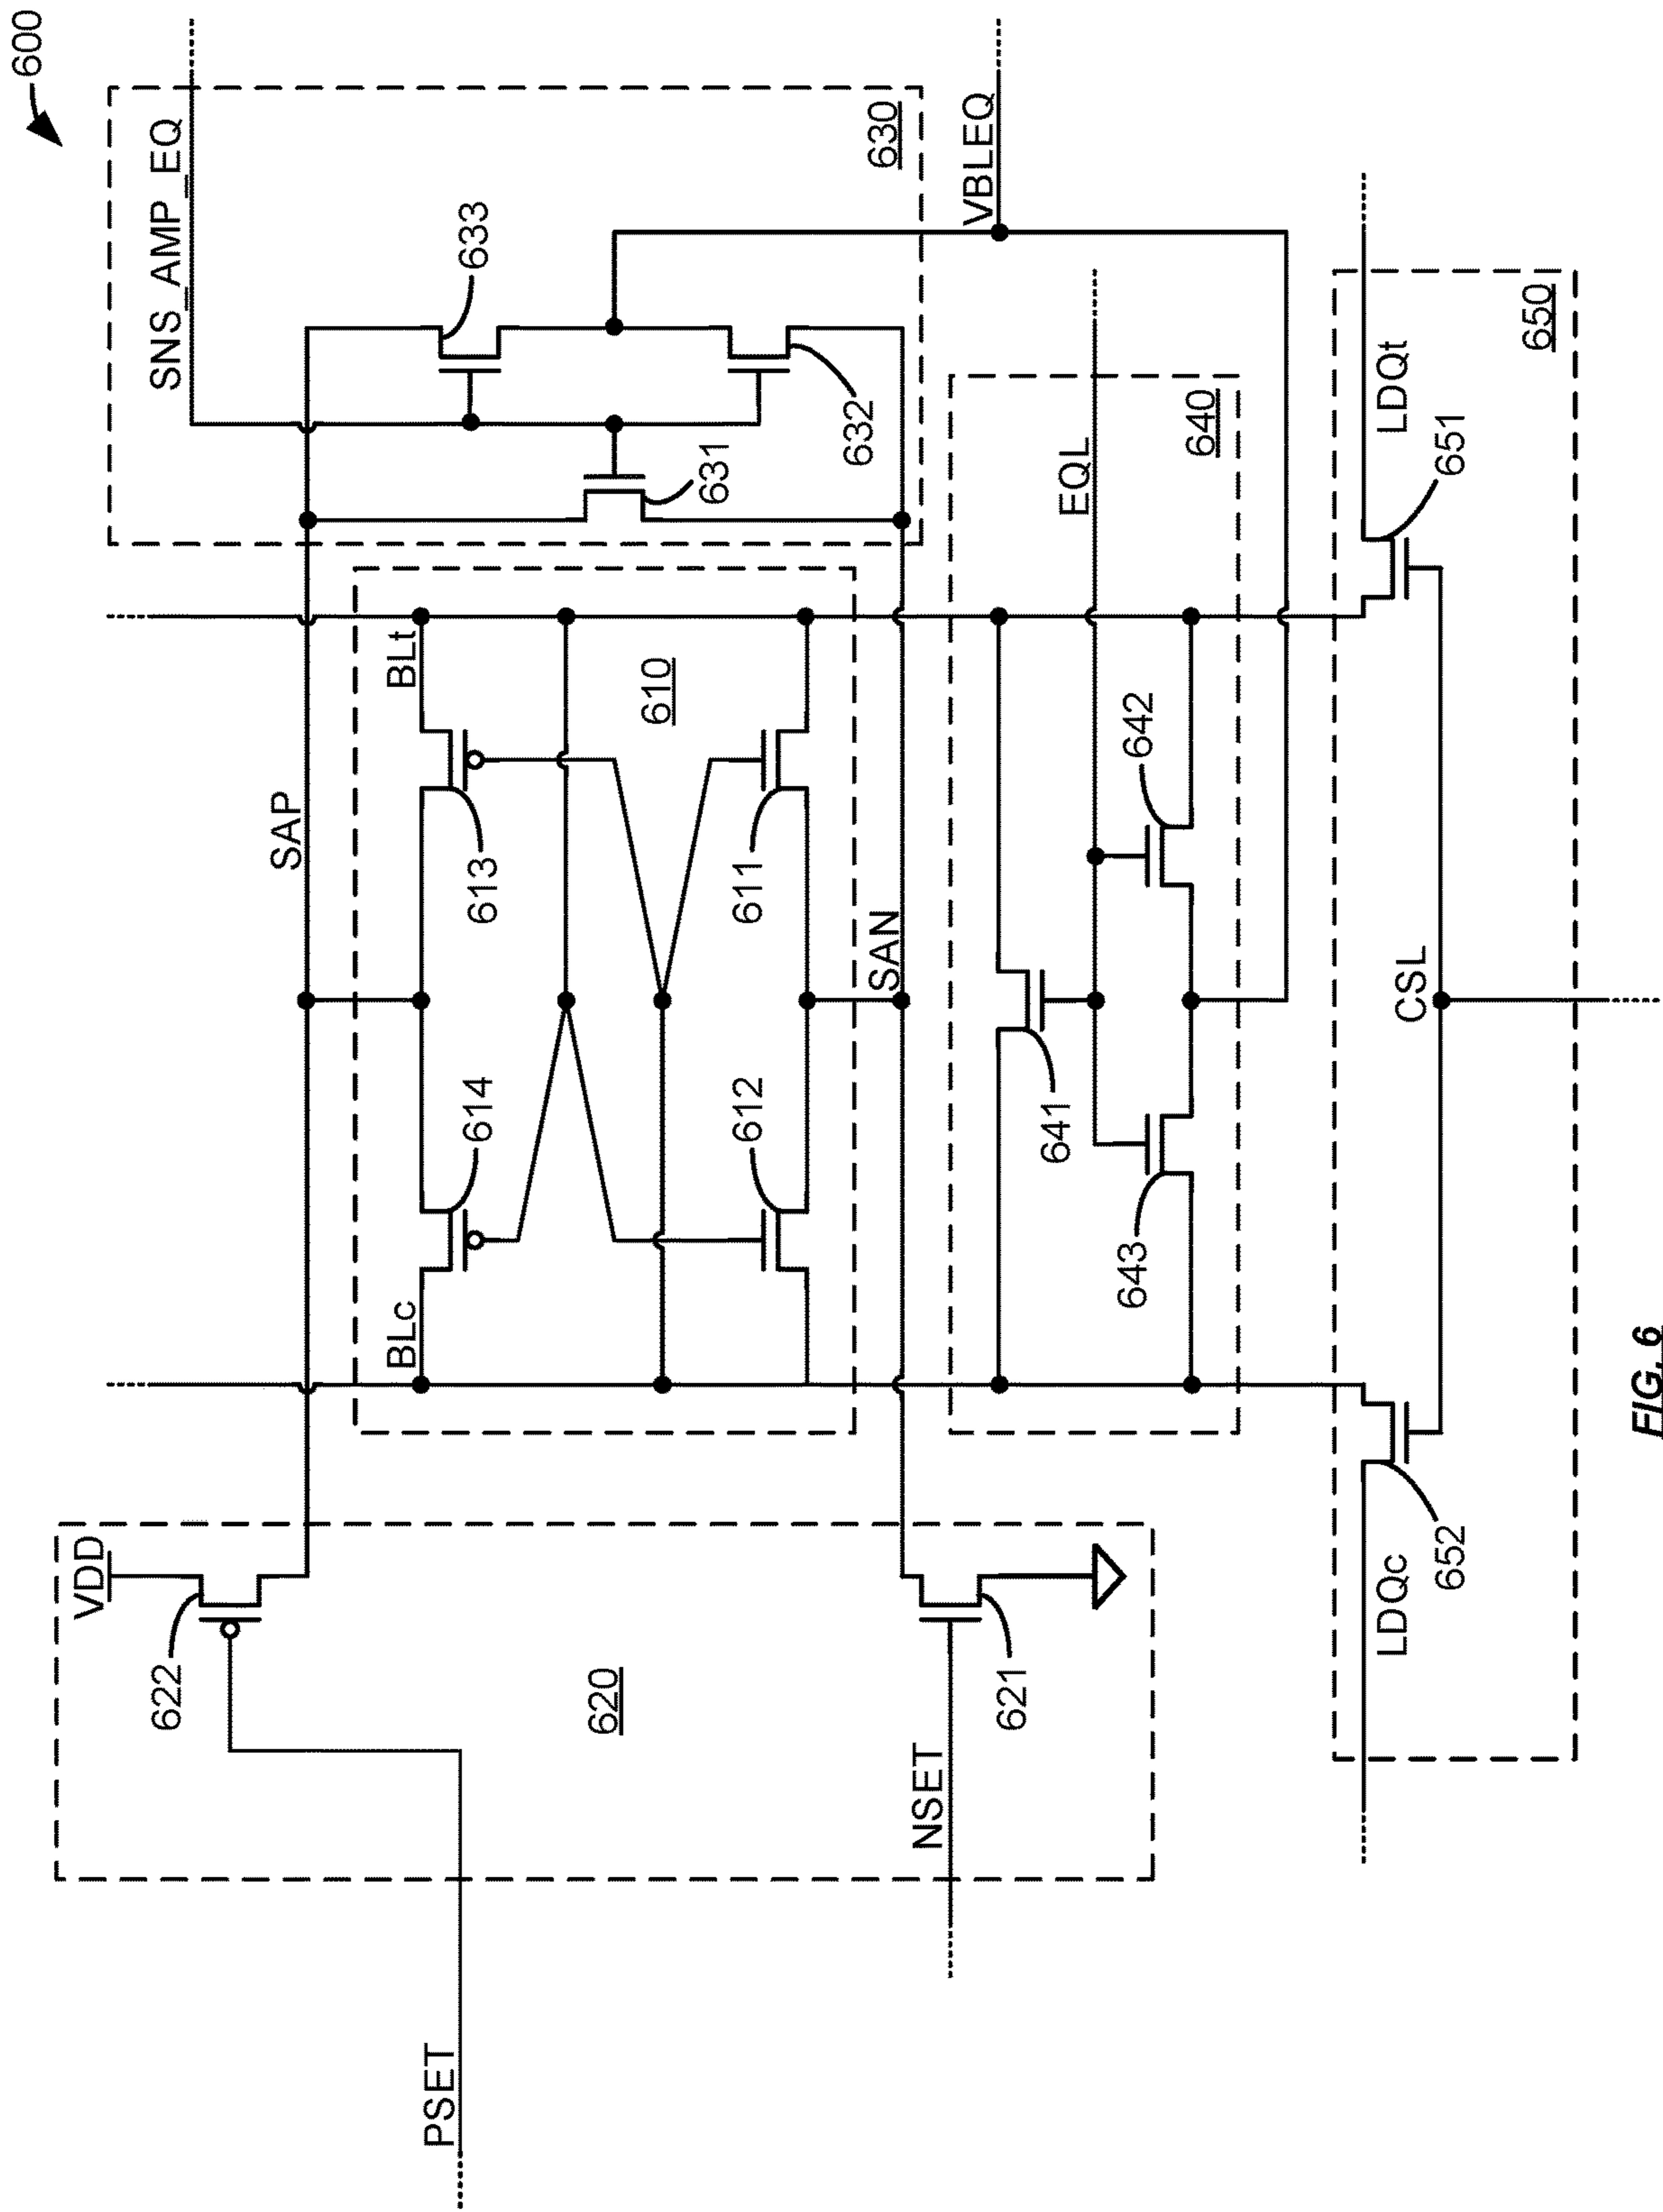 600
SNS_AMP_EQ
633
630
VBLEQ
631
632
SAP
BLt
613
610
611
EQL
640
LDQt
650
651
SAN
642
614
612
641
643
CSL
BLc
VDD
622
620
621
NSET
LDQc
652
PSET
FIG. 6